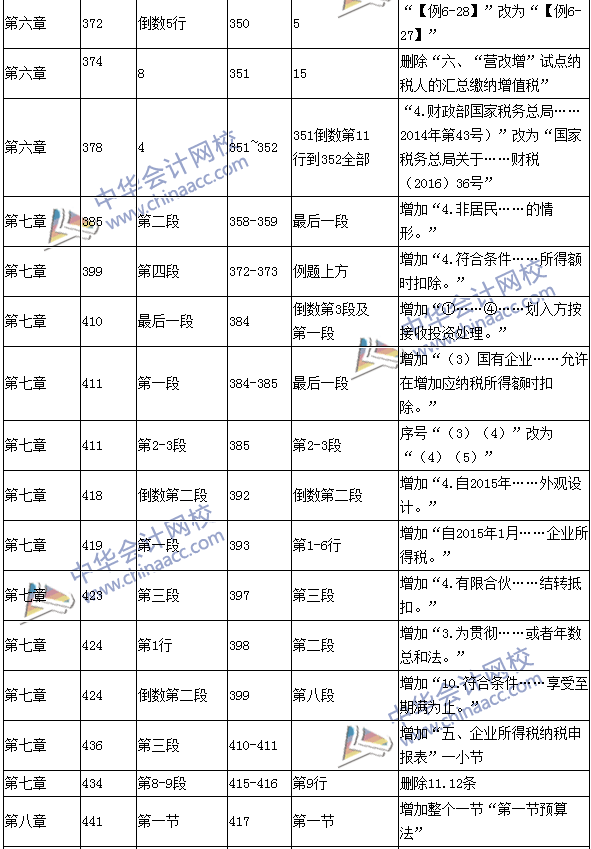 “【例6-28】”改为“【例6-
第六章 372 倒数5行 350 5
27】”
374
删除“六、“营改增”试点纳
第六章 8 351 15
税人的汇总缴纳增值税”
“4.财政部国家税务总局……
351倒数第11
2014年第43号）”改为“国家
第六章 378 4 351~352
行到352全部
税务总局关于……财税
（2016）36号”
增加“4.非居民……的情
第七章 385 第二段 358-359 最后一段
形。”
增加“4.符合条件……所得额
第七章 399 第四段 372-373 例题上方
时扣除。”
倒数第3段及
增加“①……④……划入方按
第七章 410 最后一段 384
第一段
接收投资处理。”
增加“（3）国有企业……允许
第七章 411 第一段 384-385 最后一段
在增加应纳税所得额时扣
除。”
序号“（3）（4）”改为
第七章 411 第2-3段 385 第2-3段
“（4）（5）”
增加“4.自2015年……外观设
第七章 418 倒数第二段 392 倒数第二段
计。”
增加“自2015年1月……企业所
第七章 419 第一段 393 第1-6行
得税。”
增加“4.有限合伙……结转抵
第七章 423 第三段 397 第三段
扣。”
增加“3.为贯彻……或者年数
第七章 424 第1行 398 第二段
总和法。”
增加“10.符合条件……享受至
第七章 424 倒数第二段 399 第八段
期满为止。”
增加“五、企业所得税纳税申
第七章 436 第三段 410-411
报表”一小节
第七章 434 第8-9段 415-416 第9行 删除11.12条
增加整个一节“第一节预算
第八章 441 第一节 417 第一节
法”
中华会计网校
www.chinaacc.com
中华会计网校
www.chinaacc.com
中华会计网校
www.chinaacc.com
中华会计网校
www.chinaacc.com